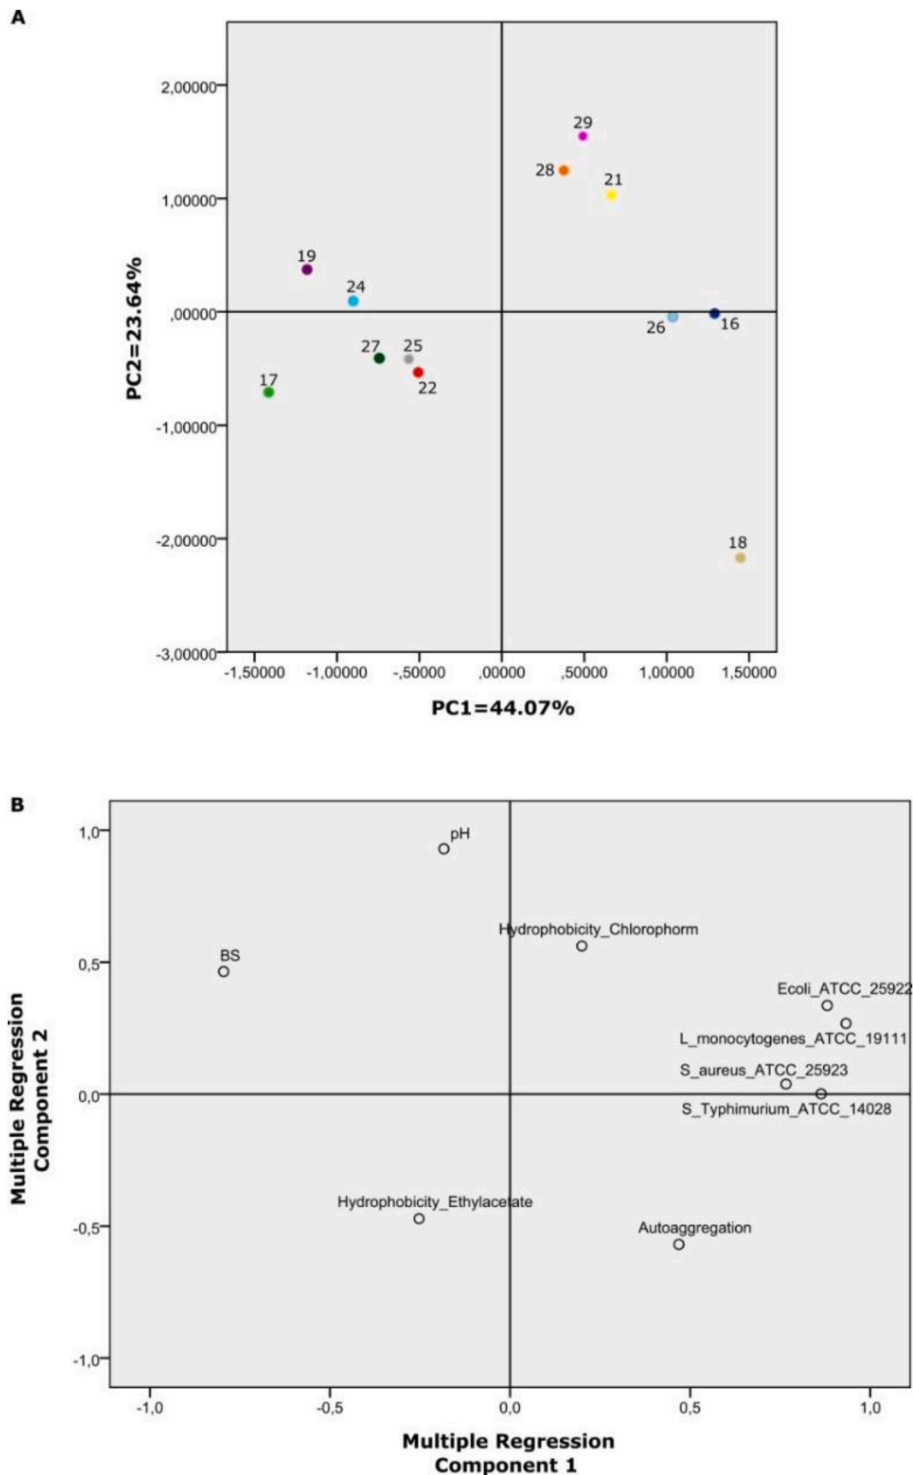 A
2,00000
1,00000
,00000
-1,00000
-2,00000
-3,00000
PC2=23.64%
29
28
21
19
24
26
16
27
25
22
17
18
-1,50000 -1,00000 -,50000 ,00000 ,50000 1,00000 1,50000
PC1=44.07%
B
1,0
0,5
0,0
-0,5
-1,0
Multiple Regression
Component 2
pH
Hydrophobicity_Chlorophorm
BS
Ecoli_ATCC_25922
L_monocytogenes_ATCC_19111
S_aureus_ATCC_25923
S_Typhimurium_ATCC_14028
Hydrophobicity_Ethylacetate
Autoaggregation
-1,0 -0,5 0,0 0,5 1,0
Multiple Regression
Component 1